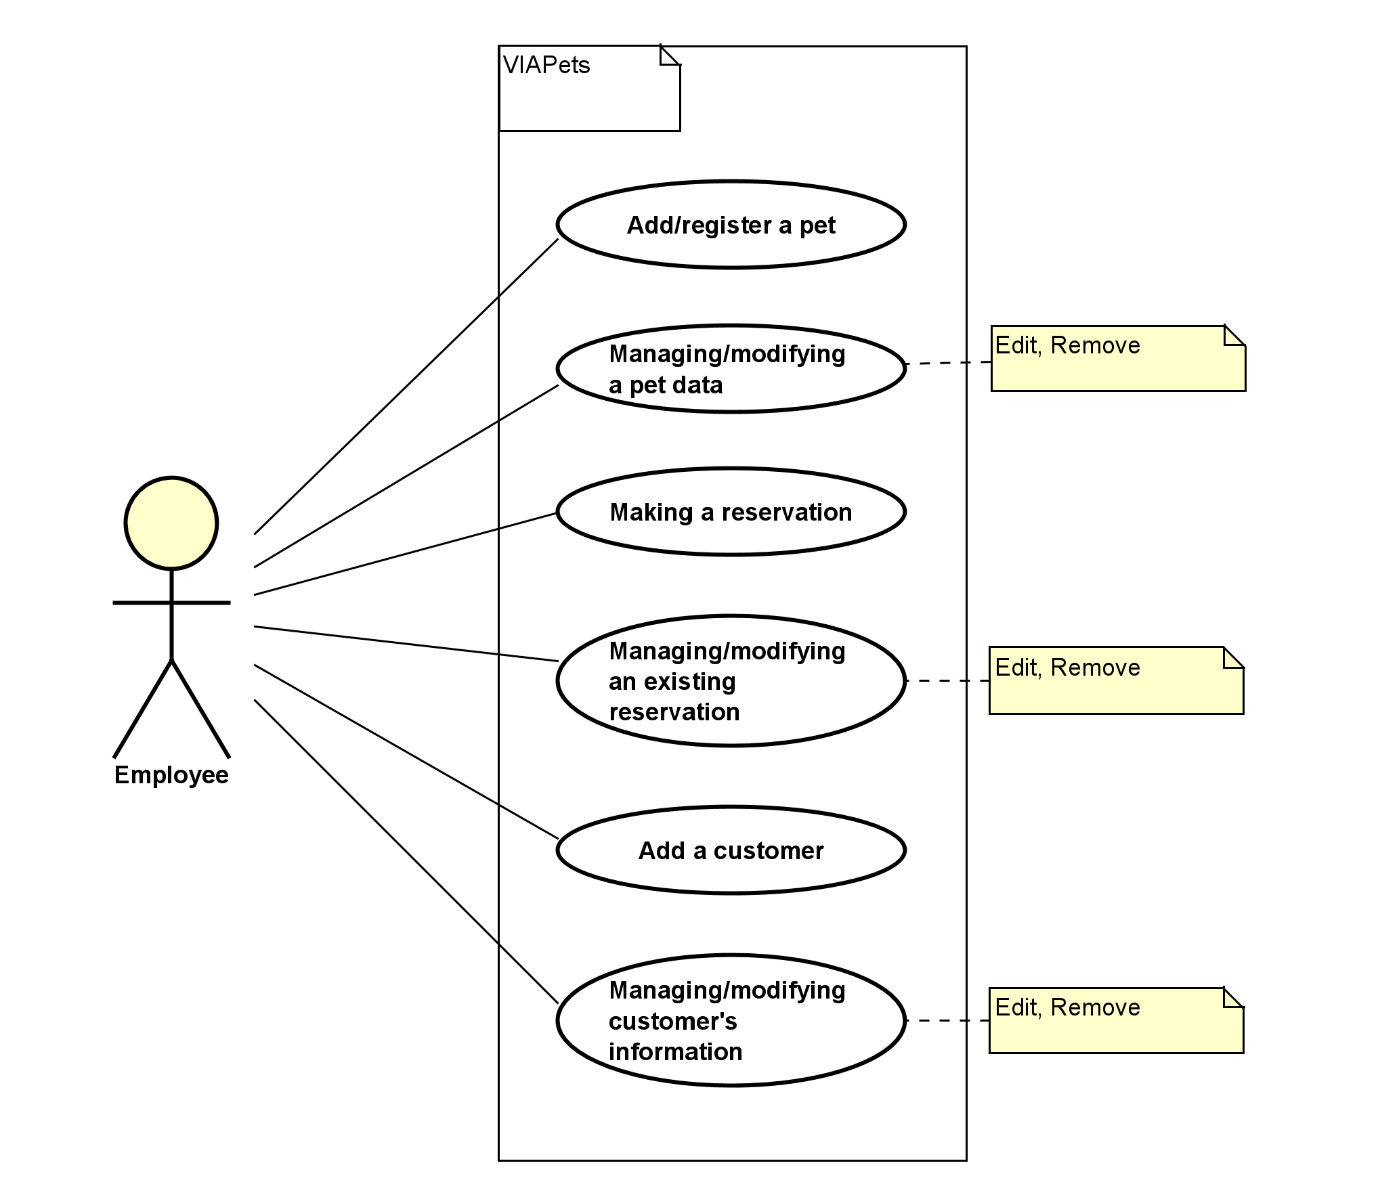 VIAPets
Add/register a pet
Managing/modifying
a pet data
Edit, Remove
Making a reservation
Managing/modifying
an existing
reservation
Edit, Remove
Employee
Add a customer
Managing/modifying
customer's
information
Edit, Remove